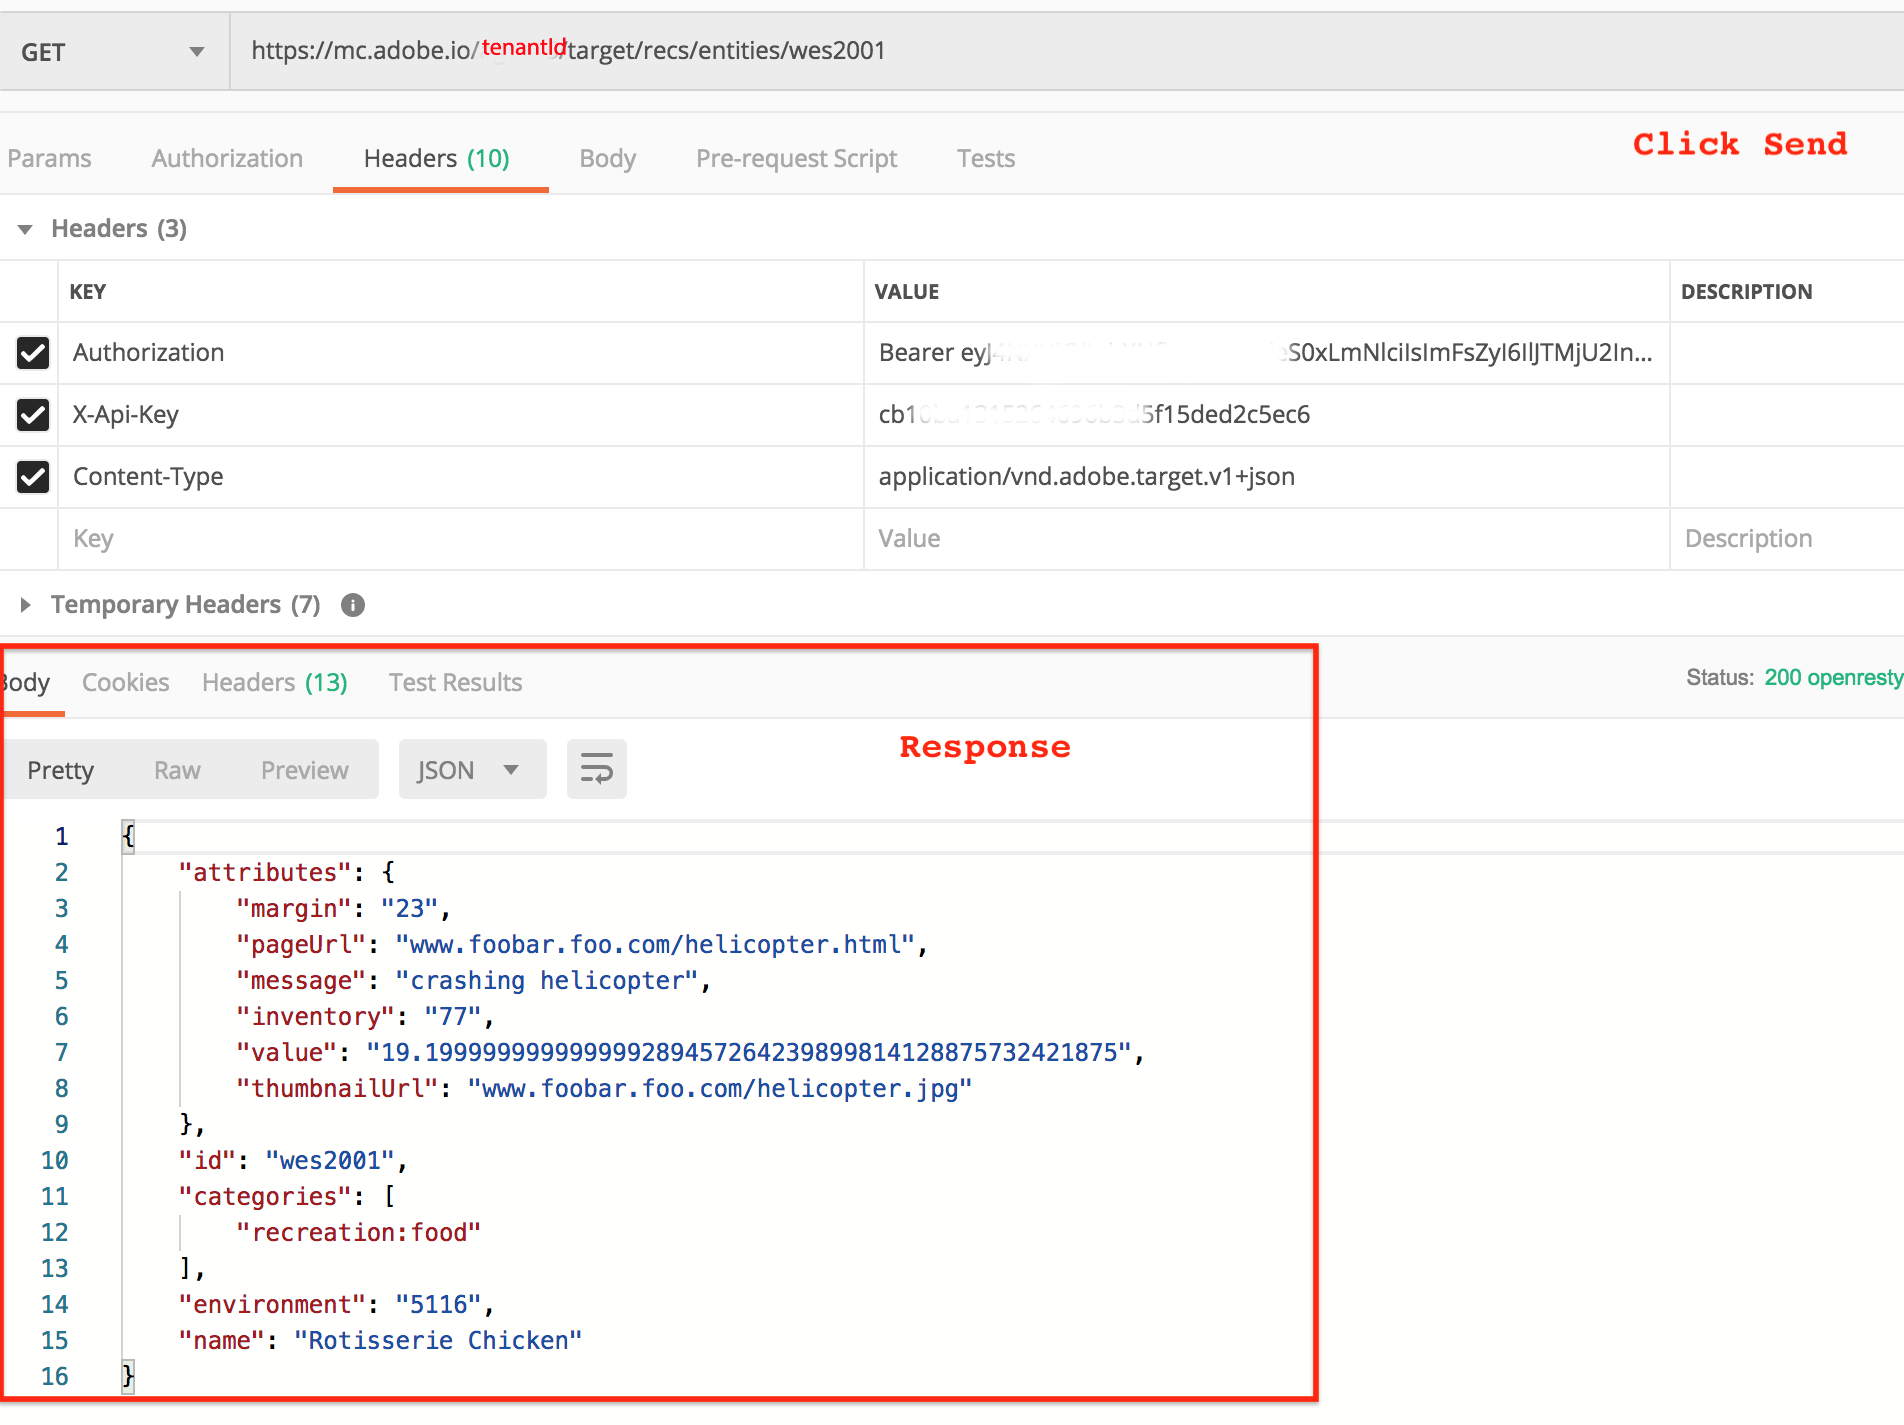 GET https://mc.adobe.io/tenantId/target/recs/entities/wes2001
Params Authorization Headers (10) Body Pre-request Script Tests
Click Send
Headers (3)
KEY VALUE DESCRIPTION
Authorization Bearer eyJ S0xLmNlciIsImFsZyI6IlJTMjU2In...
X-Api-Key cb1 5f15ded2c5ec6
Content-Type application/vnd.adobe.target.v1+json
Key Value Description
Temporary Headers (7)
Body Cookies Headers (13) Test Results
Status: 200 openresty
Response
Pretty Raw Preview JSON
1 {
2 "attributes": {
3 "margin": "23",
4 "pageUrl": "www.foobar.foo.com/helicopter.html",
5 "message": "crashing helicopter",
6 "inventory": "77",
7 "value": "19.199999999999999289457264239899814128875732421875",
8 "thumbnailUrl": "www.foobar.foo.com/helicopter.jpg"
9 },
10 "id": "wes2001",
11 "categories": [
12 "recreation:food"
13 ],
14 "environment": "5116",
15 "name": "Rotisserie Chicken"
16 }